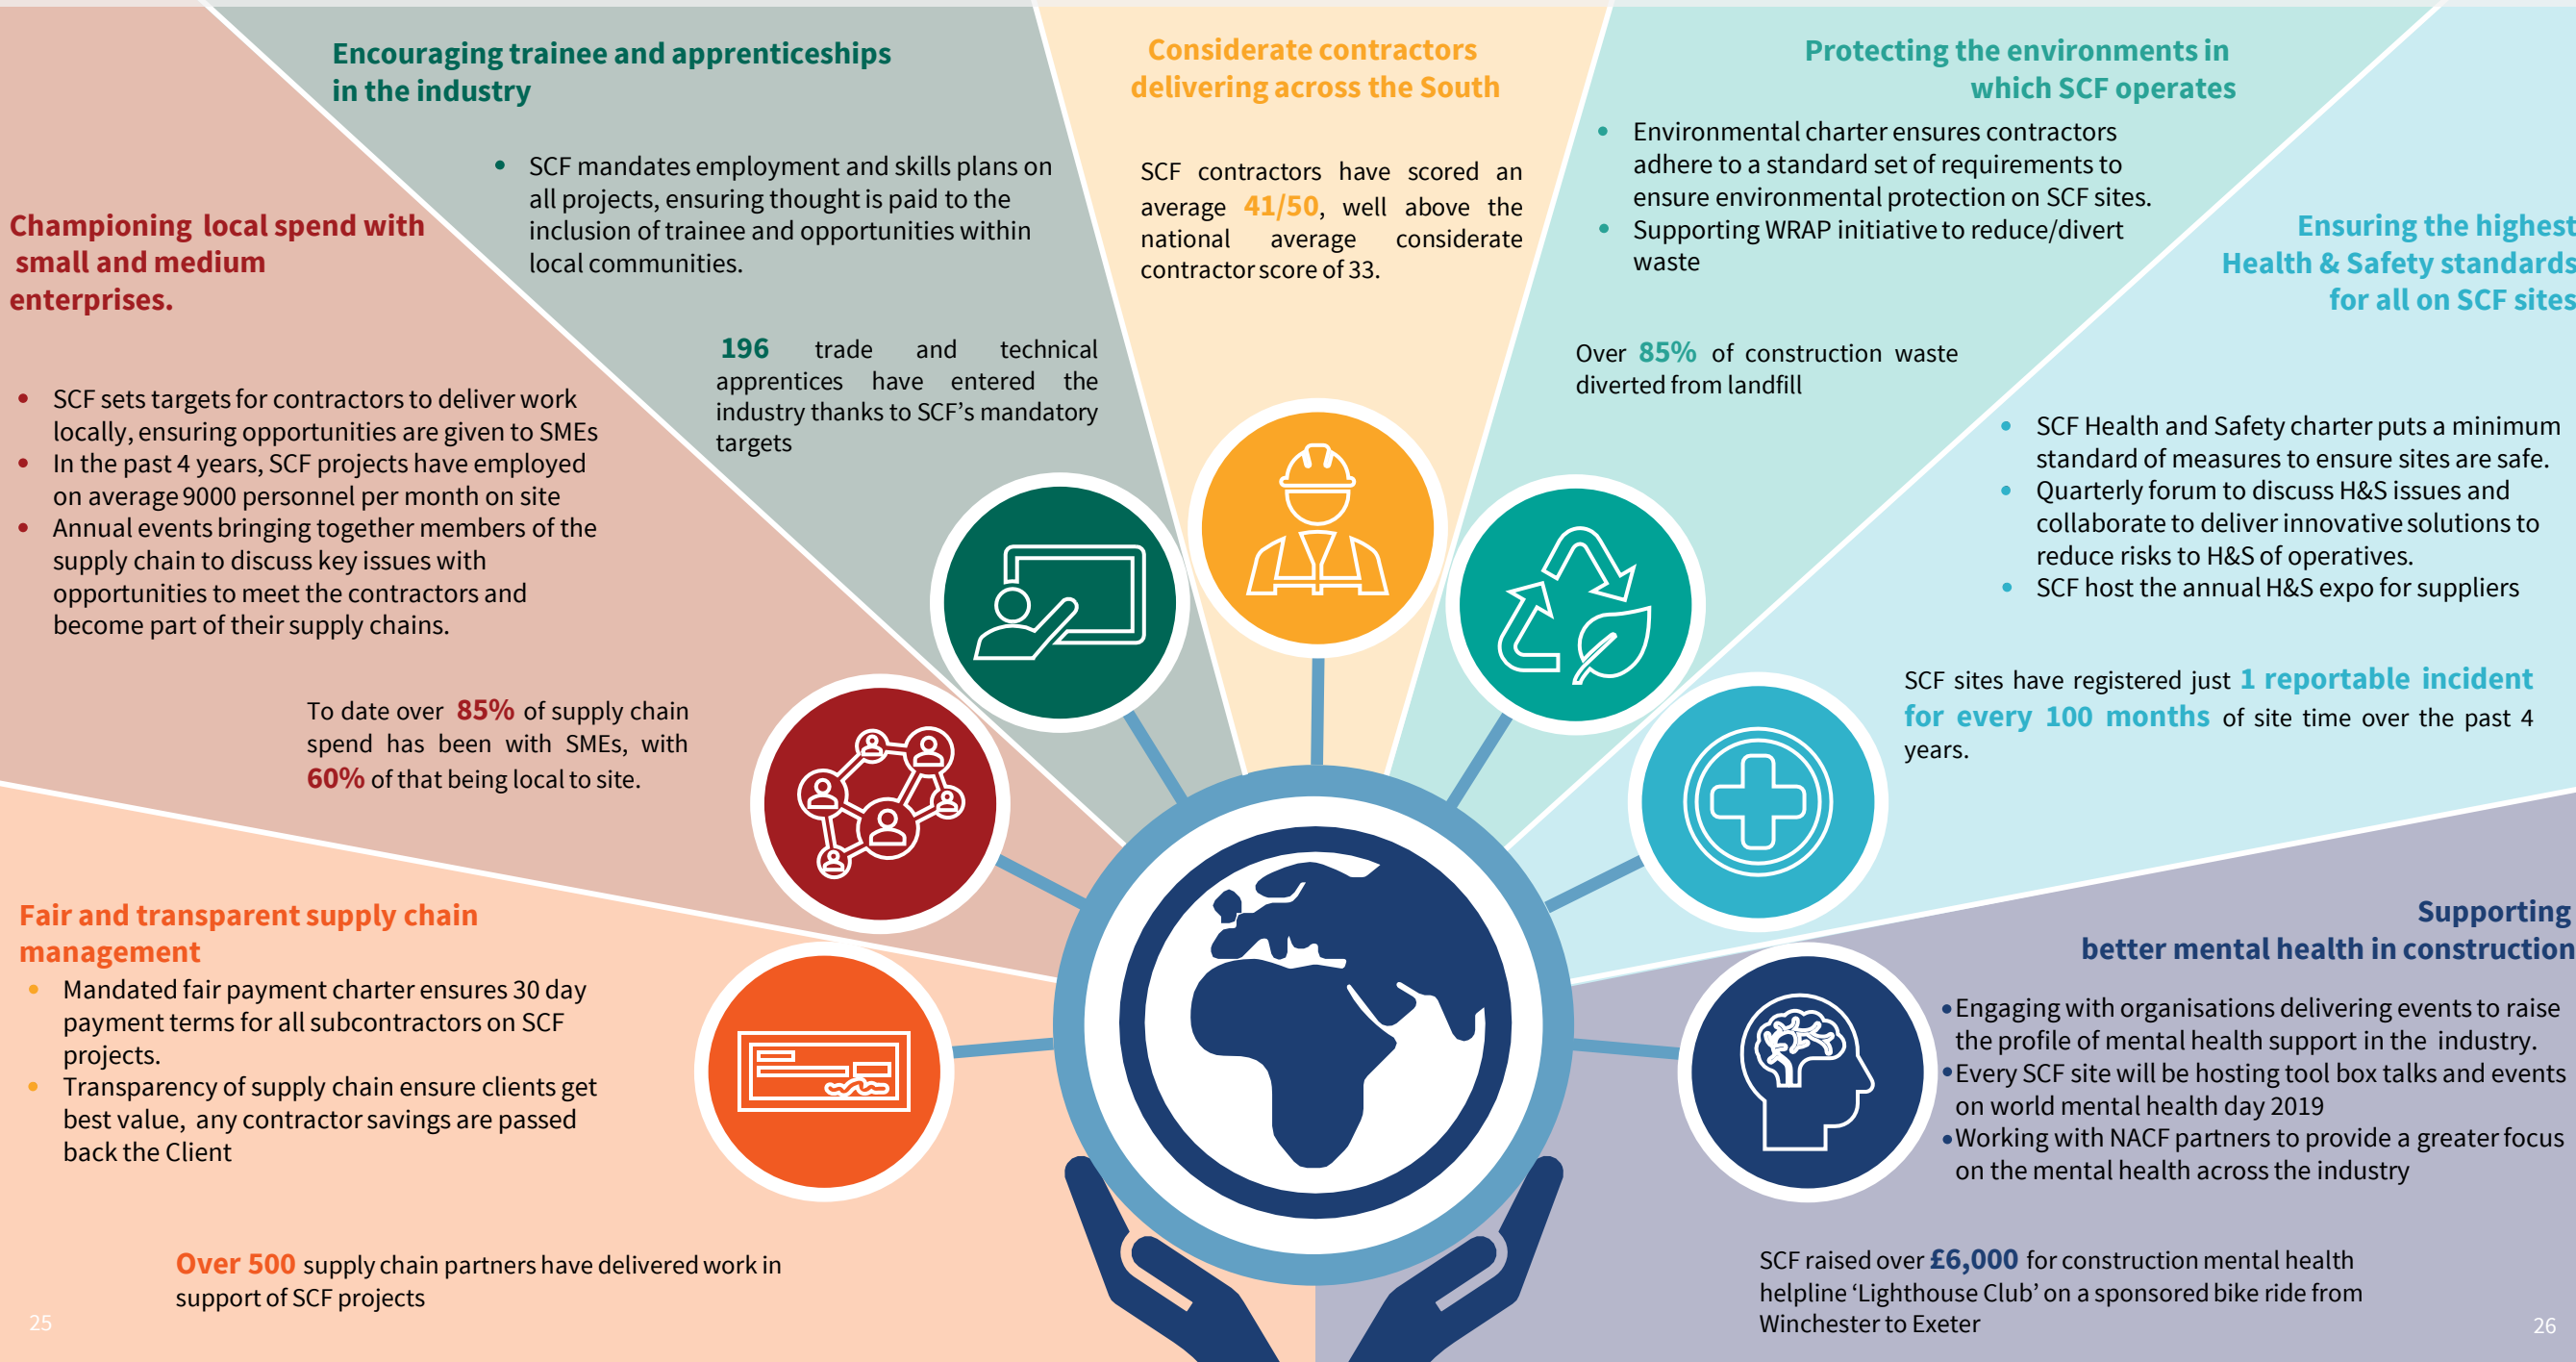 Encouraging trainee and apprenticeships
in the industry
SCF mandates employment and skills plans on
all projects, ensuring thought is paid to the
inclusion of trainee and opportunities within
local communities.
196 trade and technical
apprentices have entered the
industry thanks to SCF's mandatory
targets
Considerate contractors
delivering across the South
SCF contractors have scored an
average 41/50, well above the
national average considerate
contractor score of 33.
Protecting the environments in
which SCF operates
• Environmental charter ensures contractors
adhere to a standard set of requirements to
ensure environmental protection on SCF sites.
• Supporting WRAP initiative to reduce/divert
waste
Over 85% of construction waste
diverted from landfill
Championing local spend with
small and medium
enterprises.
• SCF sets targets for contractors to deliver work
locally, ensuring opportunities are given to SMEs
• In the past 4 years, SCF projects have employed
on average 9000 personnel per month on site
• Annual events bringing together members of the
supply chain to discuss key issues with
opportunities to meet the contractors and
become part of their supply chains.
To date over 85% of supply chain
spend has been with SMEs, with
60% of that being local to site.
Ensuring the highest
Health & Safety standards
for all on SCF sites
• SCF Health and Safety charter puts a minimum
standard of measures to ensure sites are safe.
• Quarterly forum to discuss H&S issues and
collaborate to deliver innovative solutions to
reduce risks to H&S of operatives.
• SCF host the annual H&S expo for suppliers
SCF sites have registered just 1 reportable incident
for every 100 months of site time over the past 4
years.
Fair and transparent supply chain
management
• Mandated fair payment charter ensures 30 day
payment terms for all subcontractors on SCF
projects.
• Transparency of supply chain ensure clients get
best value, any contractor savings are passed
back the Client
Over 500 supply chain partners have delivered work in
support of SCF projects
25
Supporting
better mental health in construction
• Engaging with organisations delivering events to raise
the profile of mental health support in the industry.
• Every SCF site will be hosting tool box talks and events
on world mental health day 2019
• Working with NACF partners to provide a greater focus
on the mental health across the industry
SCF raised over £6,000 for construction mental health
helpline ‘Lighthouse Club’ on a sponsored bike ride from
Winchester to Exeter
26